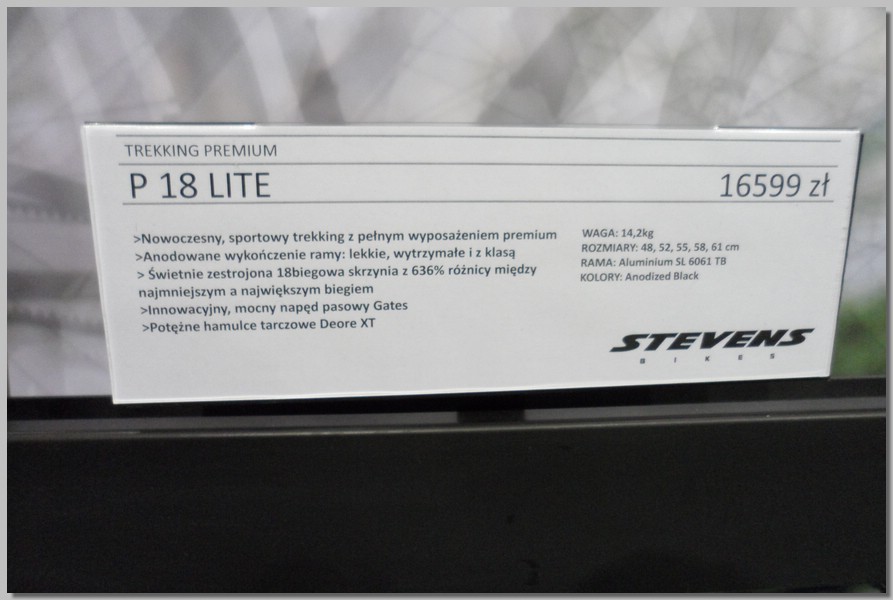 TREKKING PREMIUM
P 18 LITE
16599 zł
>Nowoczesny, sportowy trekking z pełnym wyposażeniem premium
>Anodowane wykończenie ramy: lekkie, wytrzymałe i z klasą
> Świetnie zestrojona 18biegowa skrzynia z 636% różnicy między
najmniejszym a największym biegiem
>Innowacyjny, mocny napęd pasowy Gates
>Potężne hamulce tarczowe Deore XT
WAGA: 14,2kg
ROZMIARY: 48, 52, 55, 58, 61 cm
RAMA: Aluminium SL 6061 TB
KOLORY: Anodized Black
STEVENS
BIKES